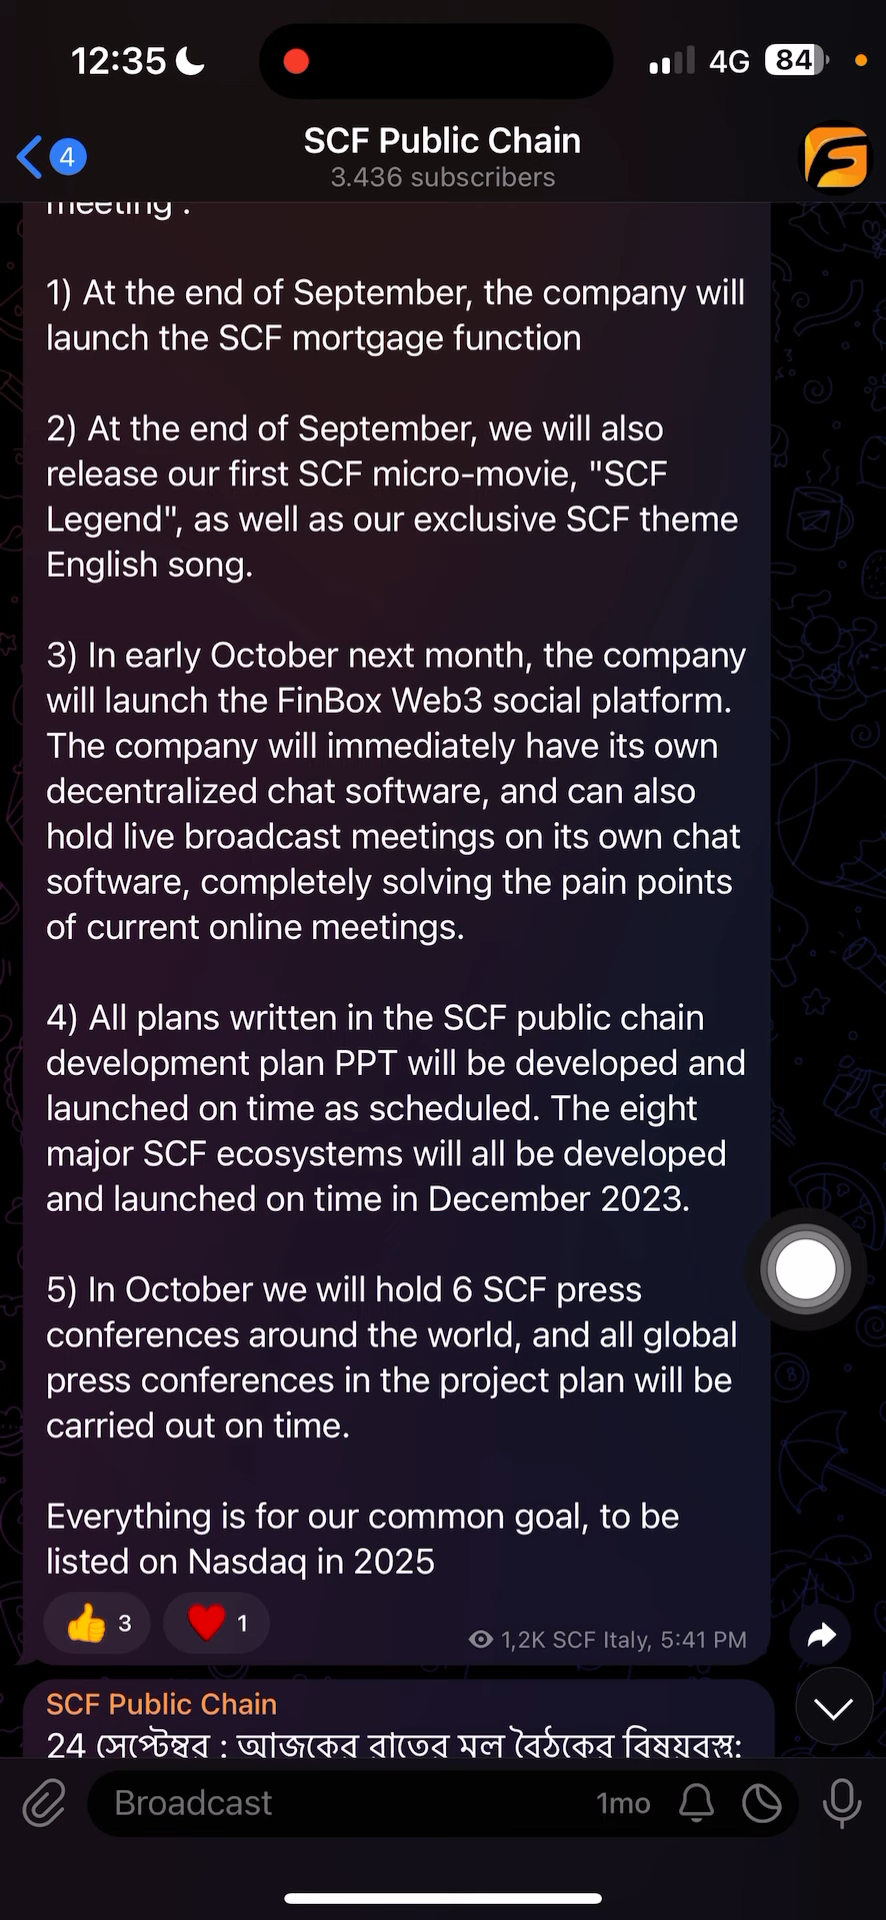 12:35
4G
84
4
SCF Public Chain
3.436 subscribers
meeting .
1) At the end of September, the company will
launch the SCF mortgage function
2) At the end of September, we will also
release our first SCF micro-movie, "SCF
Legend", as well as our exclusive SCF theme
English song.
3) In early October next month, the company
will launch the FinBox Web3 social platform.
The company will immediately have its own
decentralized chat software, and can also
hold live broadcast meetings on its own chat
software, completely solving the pain points
of current online meetings.
4) All plans written in the SCF public chain
development plan PPT will be developed and
launched on time as scheduled. The eight
major SCF ecosystems will all be developed
and launched on time in December 2023.
5) In October we will hold 6 SCF press
conferences around the world, and all global
press conferences in the project plan will be
carried out on time.
Everything is for our common goal, to be
listed on Nasdaq in 2025
3
1
1,2K SCF Italy, 5:41 PM
SCF Public Chain
24 সেপ্টেম্বর : আজকের রাতের মূল বৈঠকের বিষয়বস্তু:
Broadcast
1mo